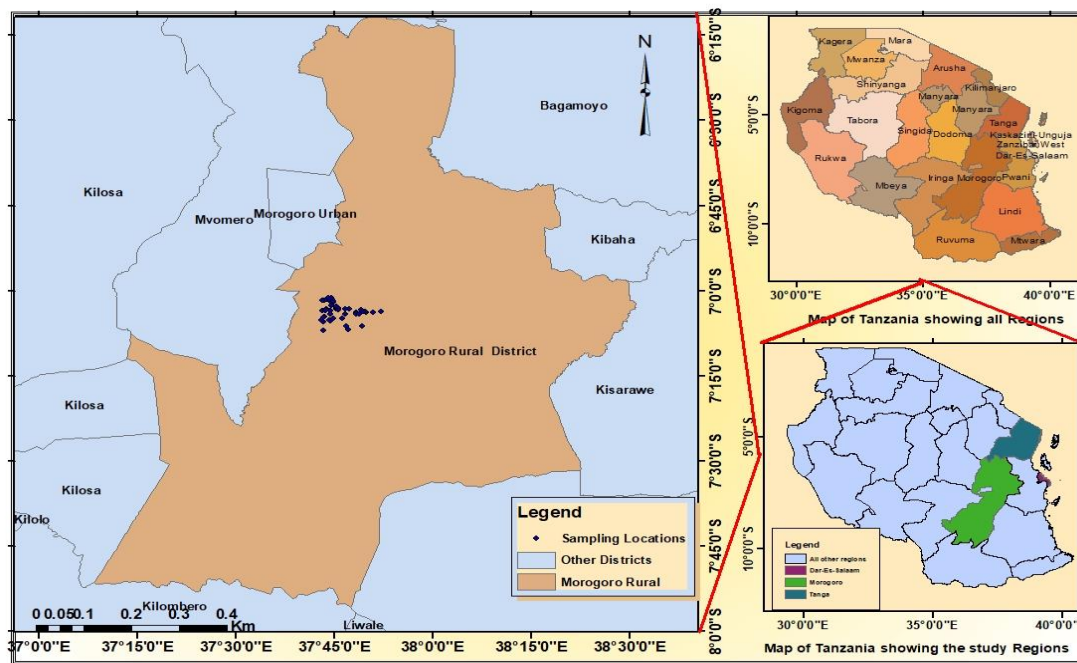 N
Bagamoyo
Kilosa
Mvomero
Morogoro Urban
Kibaha
Morogoro Rural District
Kisarawe
Kilosa
Kilosa
Kilolo
Kilombero
Liwale
Legend
Sampling Locations
Other Districts
Morogoro Rural
0 0.05 0.1 0.2 0.3 0.4
Km
37°0'0"E 37°15'0"E 37°30'0"E 37°45'0"E 38°0'0"E 38°15'0"E 38°30'0"E
6°15'0"S
6°45'0"S
7°0'0"S
7°15'0"S
7°30'0"S
7°45'0"S
8°0'0"S
Kagera
Mara
Mwanza
Arusha
Shinyanga
Kilimanjaro
Manyara
Manyara
Kigoma
Tabora
Singida
Dodoma
Tanga
Kaskazini-Unguja
Zanzibar West
Dar-Es-Salaam
Rukwa
Iringa
Morogoro
Pwani
Mbeya
Lindi
Ruvuma
Mtwara
5°0'0"S
10°0'0"S
30°0'0"E 35°0'0"E 40°0'0"E
Map of Tanzania showing all Regions
5°0'0"S
10°0'0"S
Legend
All other regions
Dar-Es-Salaam
Morogoro
Tanga
30°0'0"E 35°0'0"E 40°0'0"E
Map of Tanzania showing the study Regions